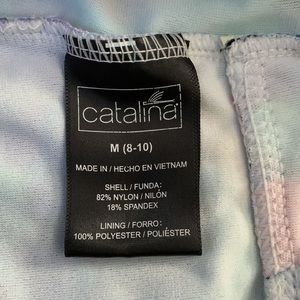 catalina
M (8-10)
MADE IN / HECHO EN VIETNAM
SHELL / FUNDA:
82% NYLON / NILÓN
18% SPANDEX
LINING / FORRO:
100% POLYESTER / POLIÉSTER